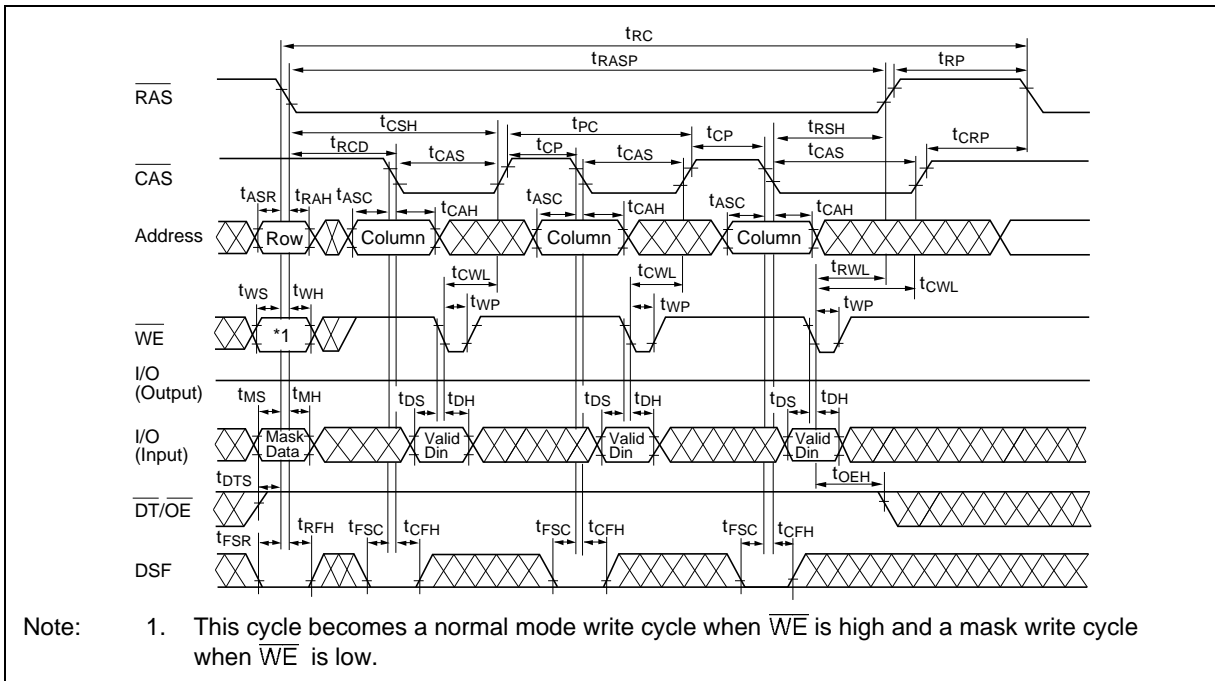 tRC
tRASP
tRP
RAS
tCSH
tPC
tCP
tRSH
tCRP
tRCD
tCAS
tCP
tCAS
tCAS
CAS
tASR
tRAH
tASC
tCAH
tASC
tCAH
tASC
tCAH
Address
Row
Column
Column
Column
tCWL
tCWL
tRWL
tCWL
tWS
tWH
tWP
tWP
tWP
WE
*1
I/O
(Output)
tMS
tMH
tDS
tDH
tDS
tDH
tDS
tDH
I/O
(Input)
Mask
Data
Valid
Din
Valid
Din
Valid
Din
tDTS
tOEH
DT/OE
tFSR
tRFH
tFSC
tCFH
tFSC
tCFH
tFSC
tCFH
DSF
Note: 1. This cycle becomes a normal mode write cycle when WE is high and a mask write cycle
when WE is low.